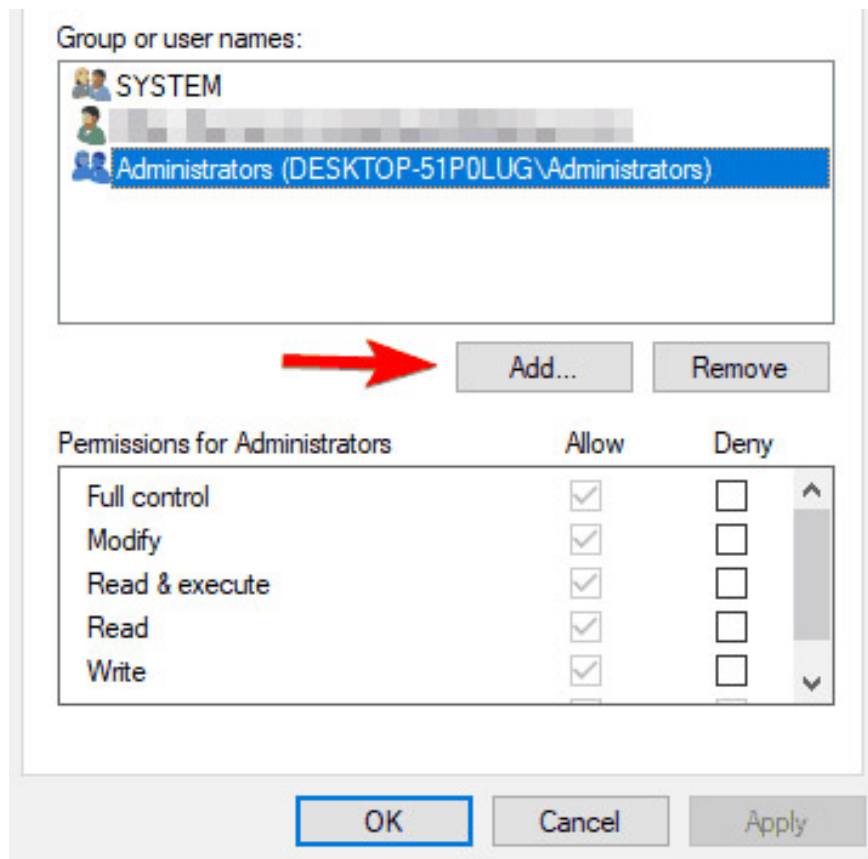 Group or user names:
SYSTEM
Administrators (DESKTOP-51P0LUG\Administrators)
Add... Remove
Permissions for Administrators Allow Deny
Full control
Modify
Read & execute
Read
Write
OK Cancel Apply